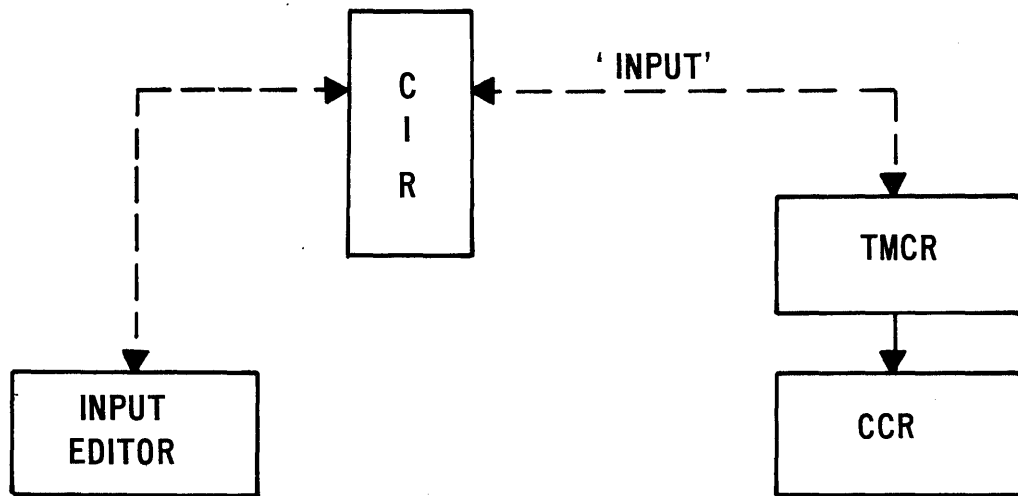 C
I
R
' INPUT'
TMCR
INPUT
EDITOR
CCR